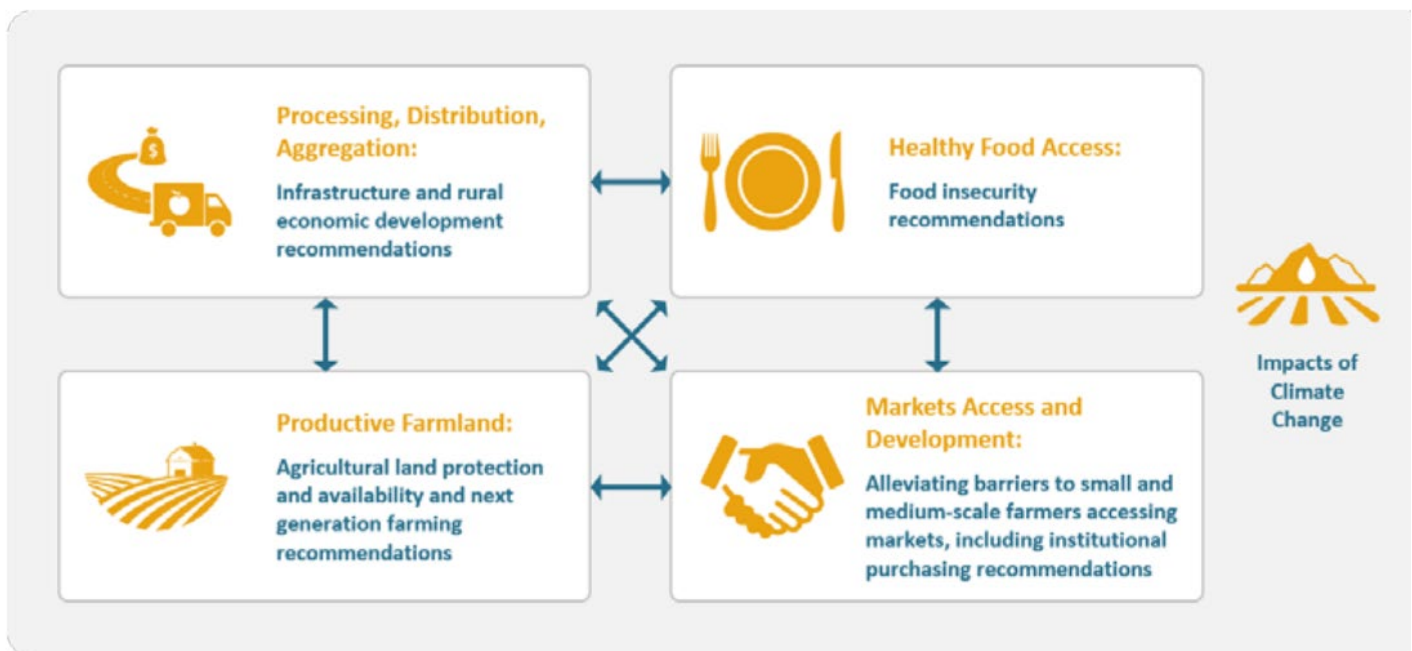 Processing, Distribution,
Aggregation:
Infrastructure and rural
economic development
recommendations
$
Healthy Food Access:
Food insecurity
recommendations
Productive Farmland:
Agricultural land protection
and availability and next
generation farming
recommendations
Markets Access and
Development:
Alleviating barriers to small and
medium-scale farmers accessing
markets, including institutional
purchasing recommendations
Impacts of
Climate
Change